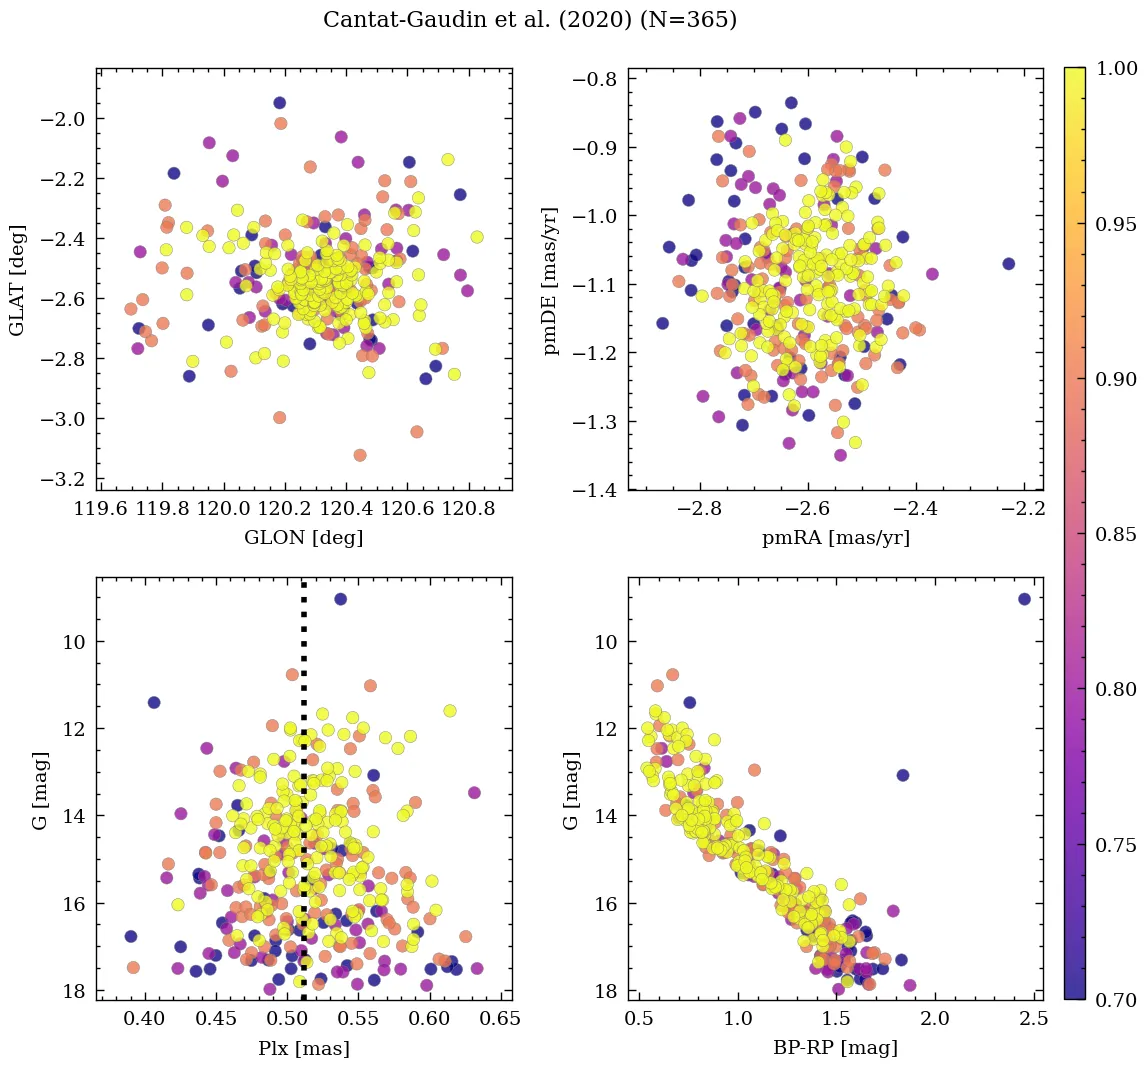 Cantat-Gaudin et al. (2020) (N=365)
−2.0
−2.2
−2.4
−2.6
−2.8
−3.0
−3.2
GLAT [deg]
119.6 119.8 120.0 120.2 120.4 120.6 120.8
GLON [deg]
−0.8
−0.9
−1.0
−1.1
−1.2
−1.3
−1.4
pmDE [mas/yr]
−2.8 −2.6 −2.4 −2.2
pmRA [mas/yr]
10
12
14
16
18
G [mag]
0.40 0.45 0.50 0.55 0.60 0.65
Plx [mas]
10
12
14
16
18
G [mag]
0.5 1.0 1.5 2.0 2.5
BP-RP [mag]
1.00
0.95
0.90
0.85
0.80
0.75
0.70